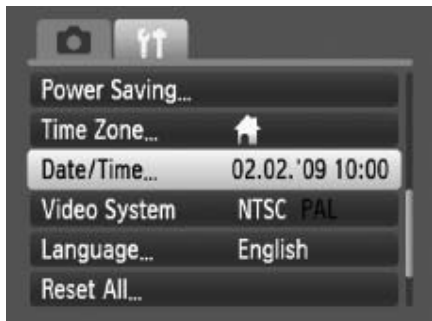 Power Saving...
Time Zone...
Date/Time... 02.02.'09 10:00
Video System NTSC PAL
Language... English
Reset All...